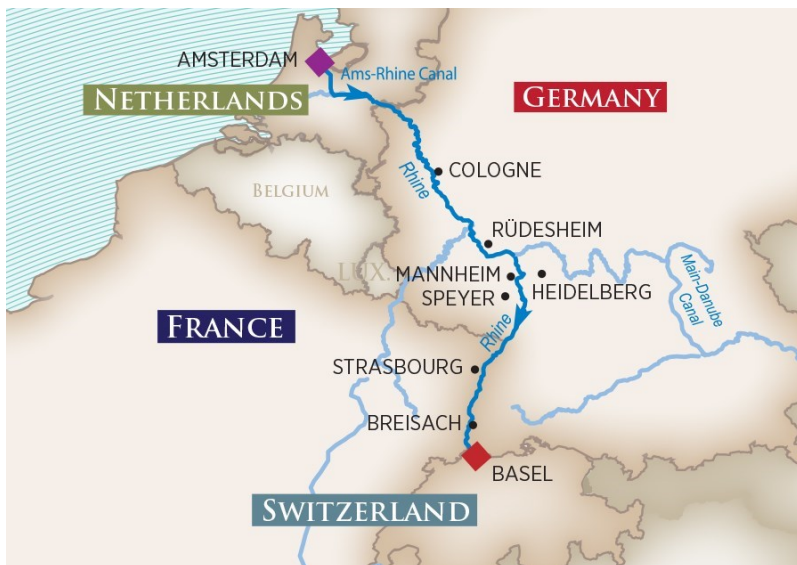 AMSTERDAM
Ams-Rhine Canal
NETHERLANDS
GERMANY
Rhine
COLOGNE
BELGIUM
RÜDESHEIM
LUX.
MANNHEIM
HEIDELBERG
SPEYER
Main-Danube
Canal
FRANCE
Rhine
STRASBOURG
BREISACH
BASEL
SWITZERLAND